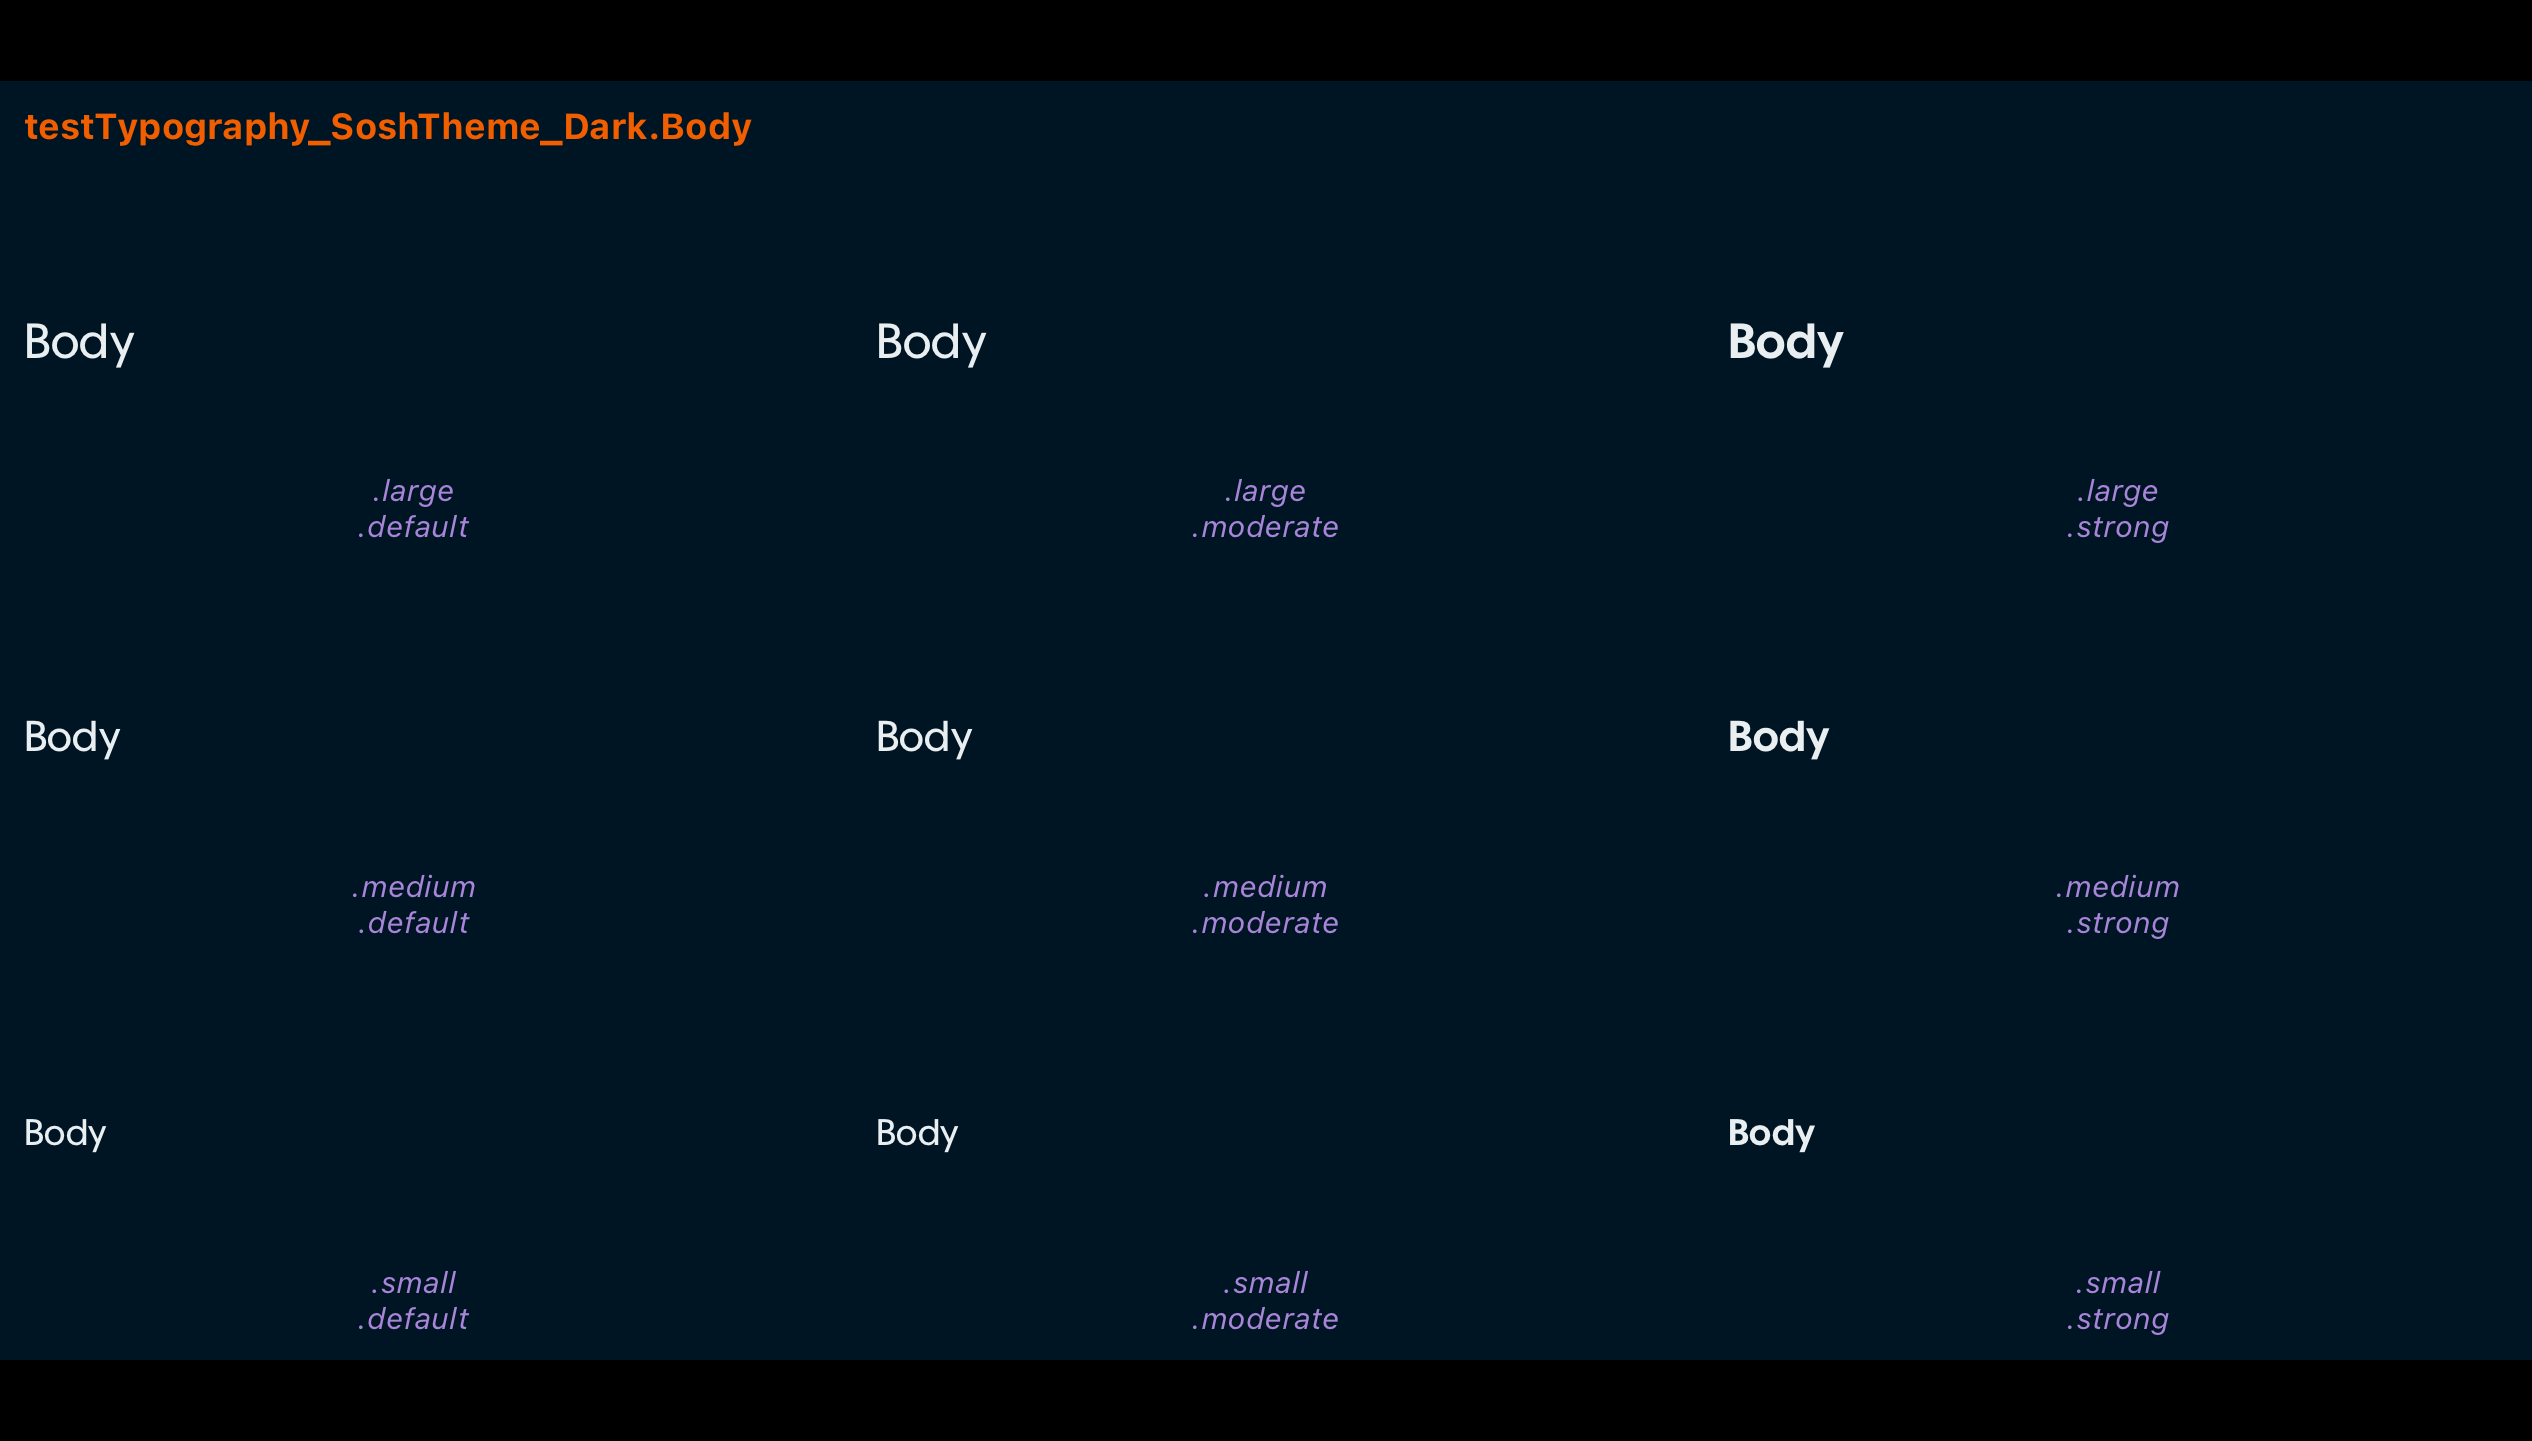 testTypography_SoshTheme_Dark.Body
Body
Body
Body
.large
.default
.large
.moderate
.large
.strong
Body
Body
Body
.medium
.default
.medium
.moderate
.medium
.strong
Body
Body
Body
.small
.default
.small
.moderate
.small
.strong